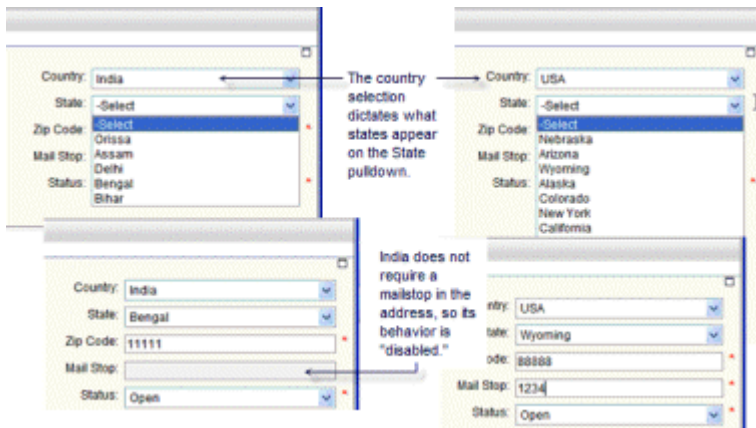 Country: India
State: -Select
-Select
Orissa
Assam
Delhi
Bengal
Bihar
Zip Code: *
Mail Stop:
Status: *
The country
selection
dictates what
states appear
on the State
pulldown.
Country: USA
State: -Select
-Select
Nebraska
Arizona
Wyoming
Alaska
Colorado
New York
California
Zip Code: *
Mail Stop:
Status: *
Country: India
State: Bengal
Zip Code: 11111 *
Mail Stop:
Status: Open *
India does not
require a
mailstop in the
address, so its
behavior is
"disabled."
ntry: USA
tate: Wyoming
ode: 88888 *
Mail Stop: 1234 *
Status: Open *